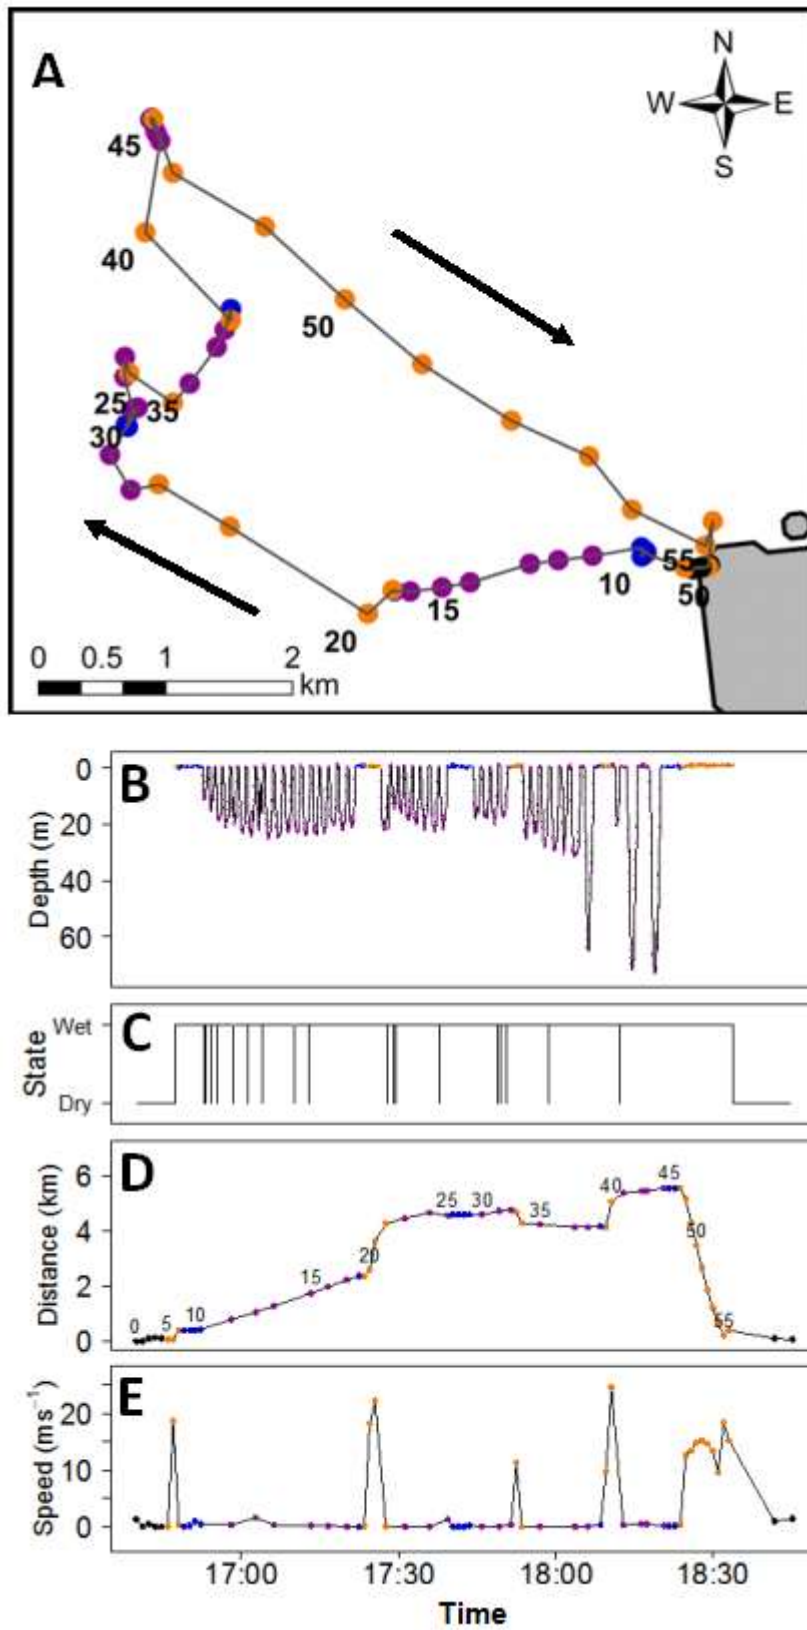 A
N
W E
S
45
40
50
25 35
30
10
55
50
15
20
0 0.5 1 2
km
B
Depth (m)
0
20
40
60
C
State
Wet
Dry
D
Distance (km)
6
4
2
0
0 5 10 15 20 25 30 35 40 45 50 55
E
Speed (ms⁻¹)
20
10
0
17:00 17:30 18:00 18:30
Time